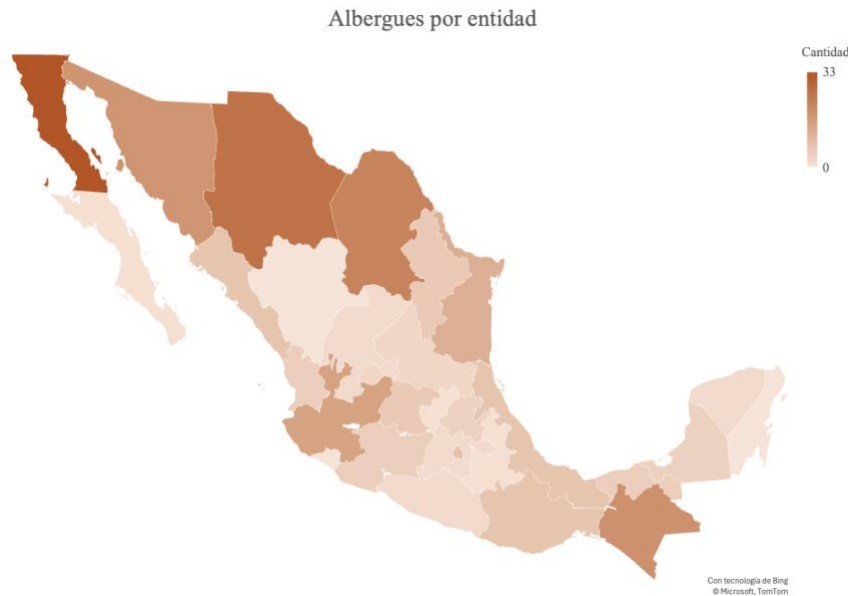 Albergues por entidad
Cantidad
33
0
Con tecnología de Bing
© Microsoft, TomTom